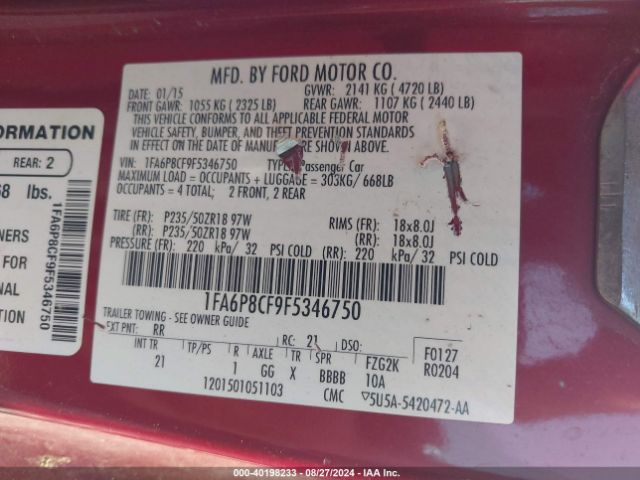 MFD. BY FORD MOTOR CO.
DATE: 01/15 GVWR: 2141 KG ( 4720 LB)
FRONT GAWR: 1055 KG ( 2325 LB) REAR GAWR: 1107 KG ( 2440 LB)
THIS VEHICLE CONFORMS TO ALL APPLICABLE FEDERAL MOTOR
VEHICLE SAFETY, BUMPER, AND THEFT PREVENTION STANDARDS
IN EFFECT ON THE DATE OF MANUFACTURE SHOWN ABOVE.
VIN: 1FA6P8CF9F5346750 TYPE: Passenger Car
MAXIMUM LOAD = OCCUPANTS + LUGGAGE = 303KG/ 668LB
OCCUPANTS = 4 TOTAL; 2 FRONT, 2 REAR
TIRE (FR): P235/50ZR18 97W RIMS (FR): 18x8.0J
(RR): P235/50ZR18 97W (RR): 18x8.0J
PRESSURE (FR): 220 kPa/ 32 PSI COLD (RR): 220 kPa/ 32 PSI COLD
1FA6P8CF9F5346750
TRAILER TOWING - SEE OWNER GUIDE
EXT PNT: RR RC: 21 DSO:
INT TR TP/PS R AXLE TR SPR FZG2K F0127
21 1 GG X BBBB 10A R0204
1201501051103 CMC 5U5A-5420472-AA
ORMATION
REAR: 2
68 lbs.
NERS
FOR
NAL
1FA6P8CF9F5346750
000-40198233 - 08/27/2024 - IAA Inc.